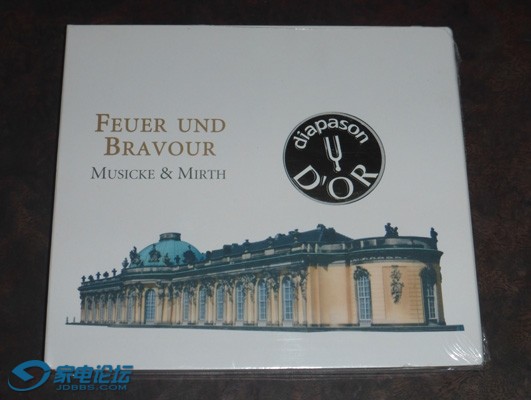 FEUER UND
BRAVOUR
MUSICKE & MIRTH
diapason
D'OR
家电论坛
JDBBS.COM